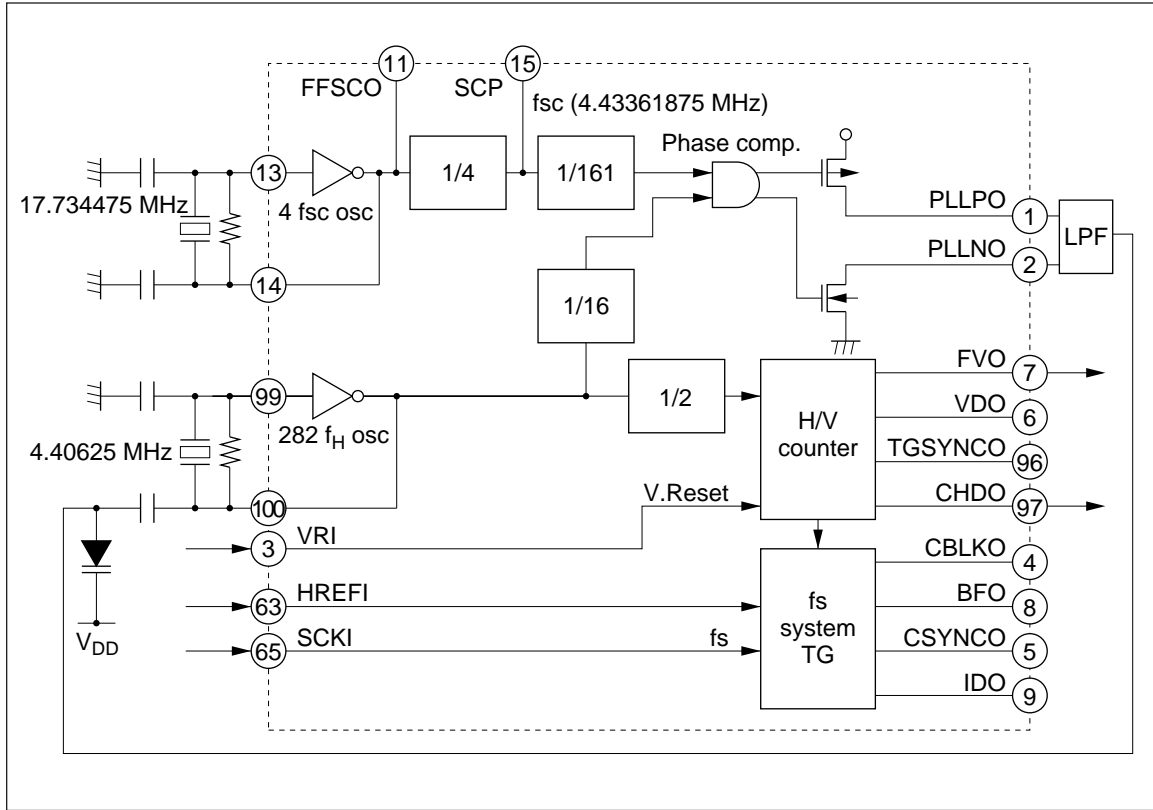 11
15
FFSCO
SCP
fsc (4.43361875 MHz)
Phase comp.
13
1/4
1/161
17.734475 MHz
4 fsc osc
PLLPO
1
LPF
PLLNO
2
14
1/16
99
1/2
H/V
counter
FVO
7
VDO
6
282 fH osc
4.40625 MHz
TGSYNCO
96
V.Reset
CHDO
97
100
3
VRI
CBLKO
4
63
HREFI
fs
system
TG
BFO
8
VDD
65
SCKI
fs
CSYNCO
5
IDO
9